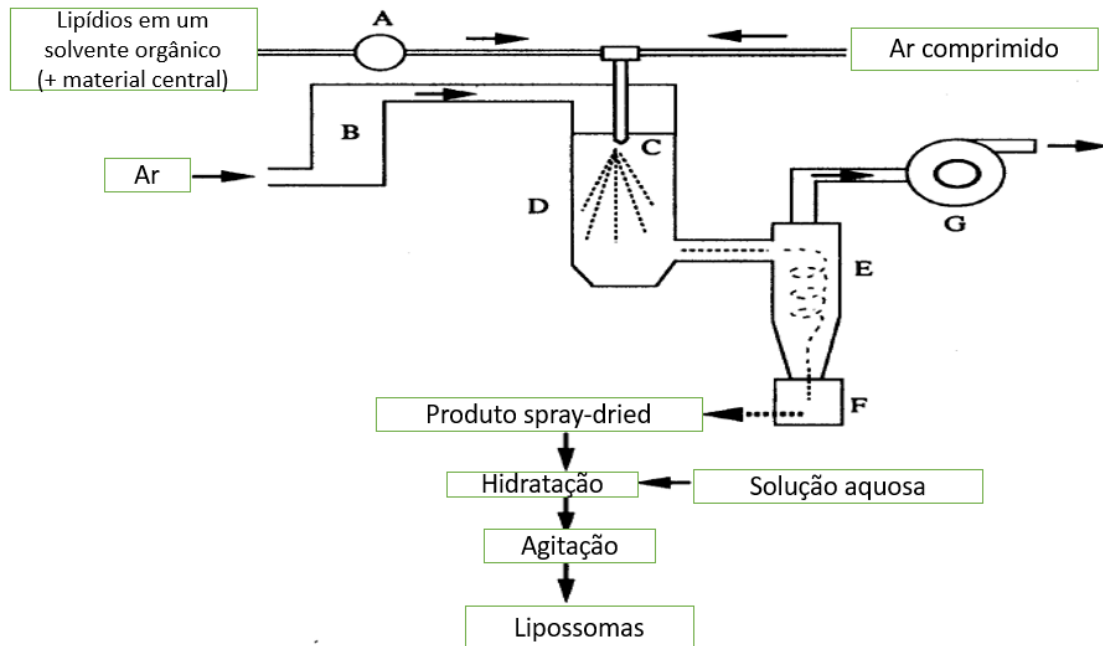 Lipídios em um
solvente orgânico
(+ material central)
A
Ar comprimido
B
C
Ar
D
G
E
F
Produto spray-dried
Hidratação
Solução aquosa
Agitação
Lipossomas